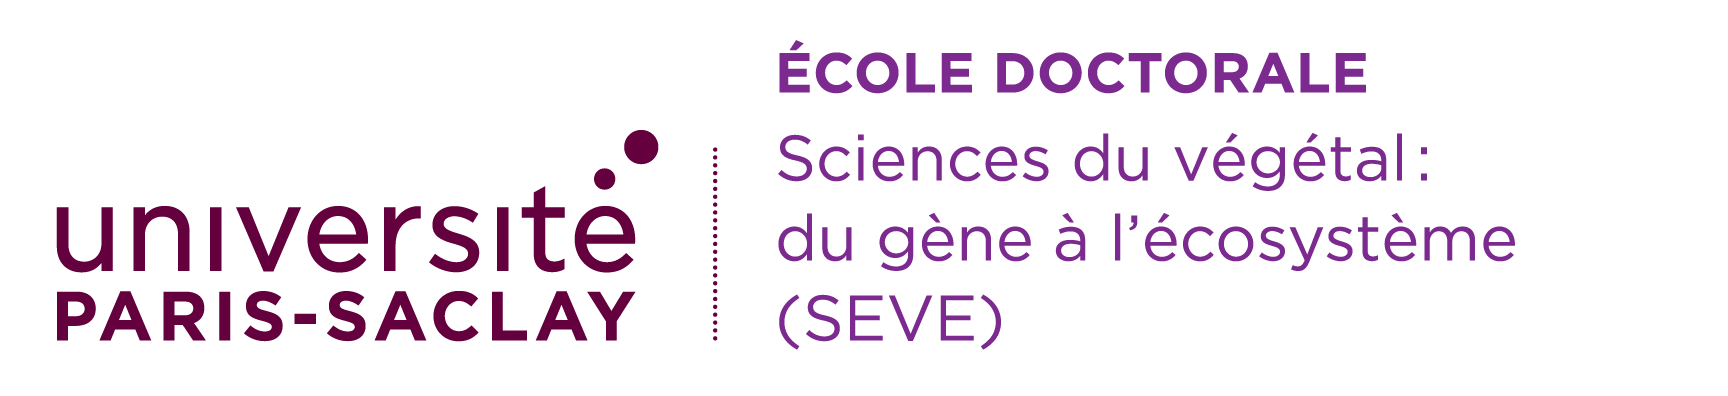 université
PARIS-SACLAY
ÉCOLE DOCTORALE
Sciences du végétal :
du gène à l’écosystème
(SEVE)